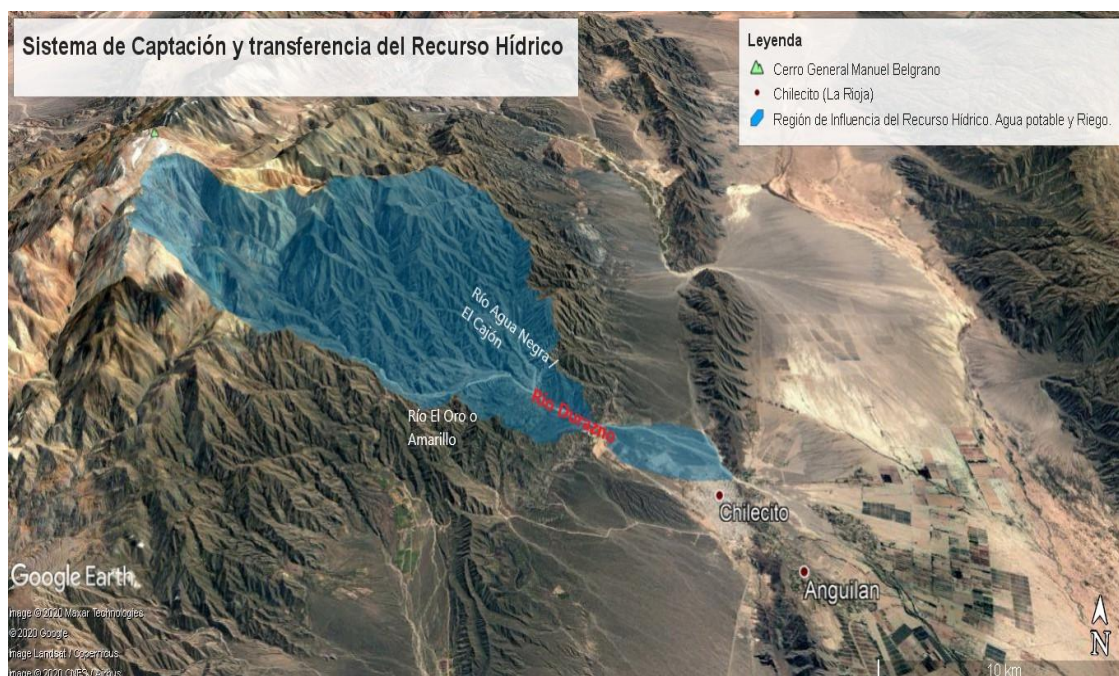 Sistema de Captación y transferencia del Recurso Hídrico
Leyenda
Cerro General Manuel Belgrano
Chilecito (La Rioja)
Región de Influencia del Recurso Hídrico. Agua potable y Riego.
Río Agua Negra /
El Cajón
Río El Oro o
Amarillo
Río Durazno
Chilecito
Anguilan
Google Earth
Image © 2020 Maxar Technologies
© 2020 Google
Image Landsat / Copernicus
Image © 2020 CNES / Airbus
N
10 km